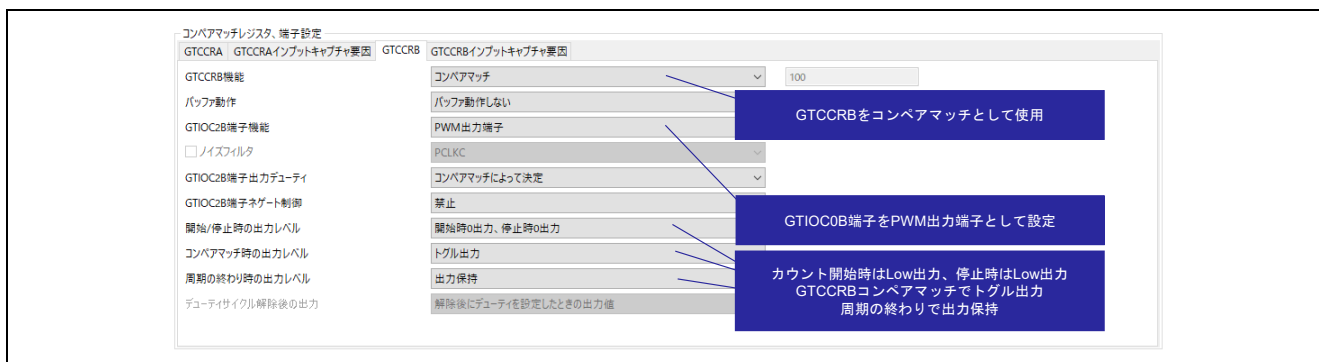 コンペアマッチレジスタ、端子設定
GTCCRA GTCCRAインプットキャプチャ要因 GTCCRB GTCCRBインプットキャプチャ要因
GTCCRB機能 コンペアマッチ 100
バッファ動作 バッファ動作しない
GTCCRBをコンペアマッチとして使用
GTIOC2B端子機能 PWM出力端子
ノイズフィルタ PCLKC
GTIOC2B端子出力デューティ コンペアマッチによって決定
GTIOC2B端子ネゲート制御 禁止
GTIOC0B端子をPWM出力端子として設定
開始/停止時の出力レベル 開始時0出力、停止時0出力
コンペアマッチ時の出力レベル トグル出力
周期の終わり時の出力レベル 出力保持
カウント開始時はLow出力、停止時はLow出力
GTCCRBコンペアマッチでトグル出力
周期の終わりで出力保持
デューティサイクル解除後の出力 解除後にデューティを設定したときの出力値